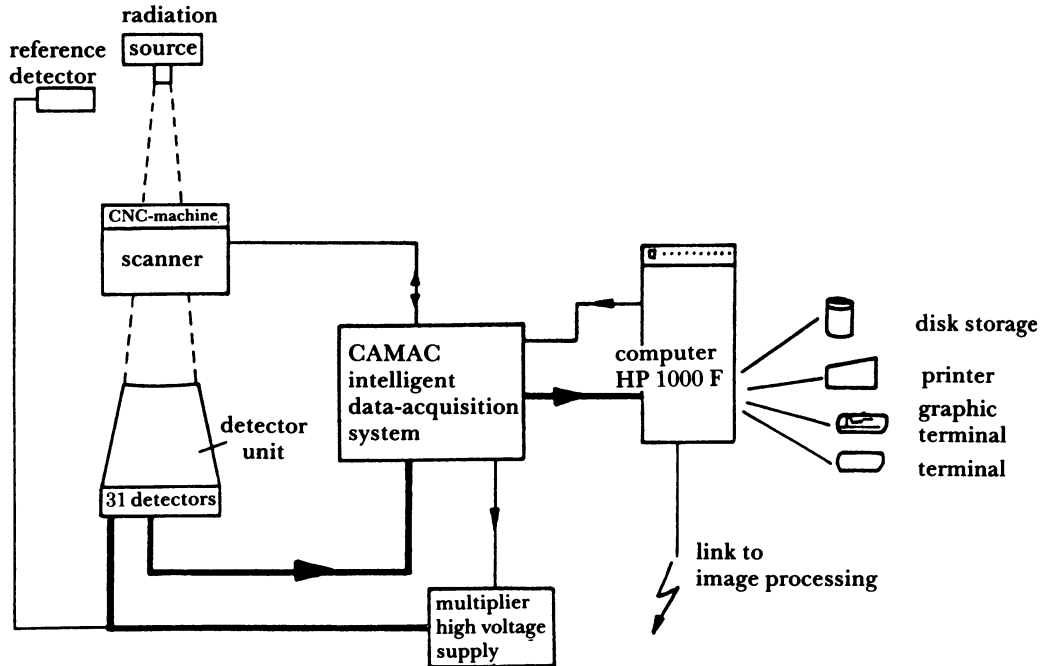 radiation
source
reference
detector
CNC-machine
scanner
detector
unit
31 detectors
CAMAC
intelligent
data-acquisition
system
computer
HP 1000 F
disk storage
printer
graphic
terminal
terminal
link to
image processing
multiplier
high voltage
supply